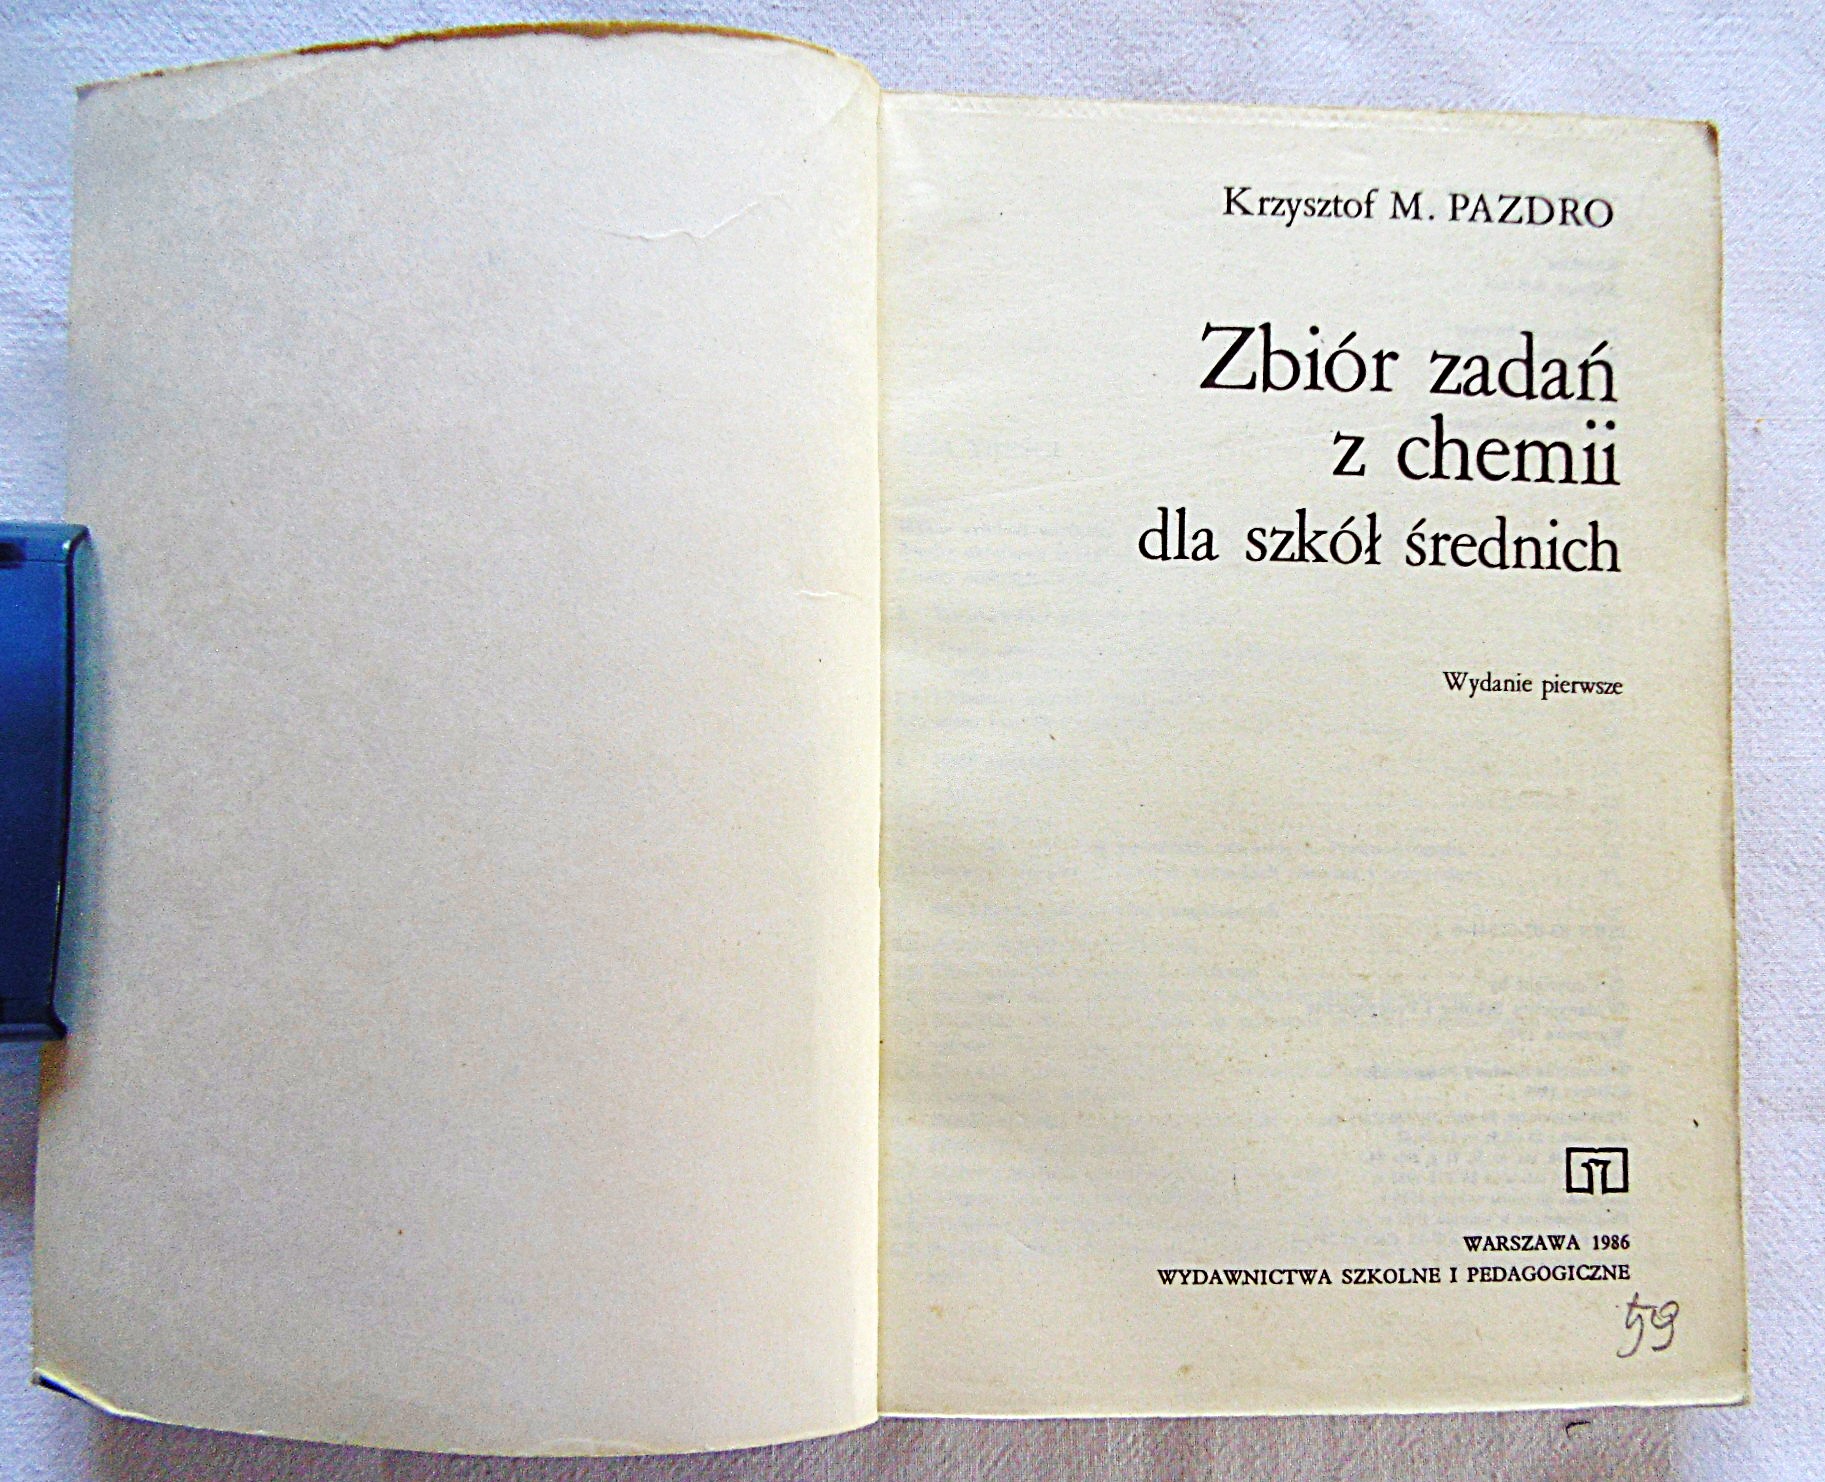 Krzysztof M. PAZDRO
Zbiór zadań
z chemii
dla szkół średnich
Wydanie pierwsze
WARSZAWA 1986
WYDAWNICTWA SZKOLNE I PEDAGOGICZNE
59